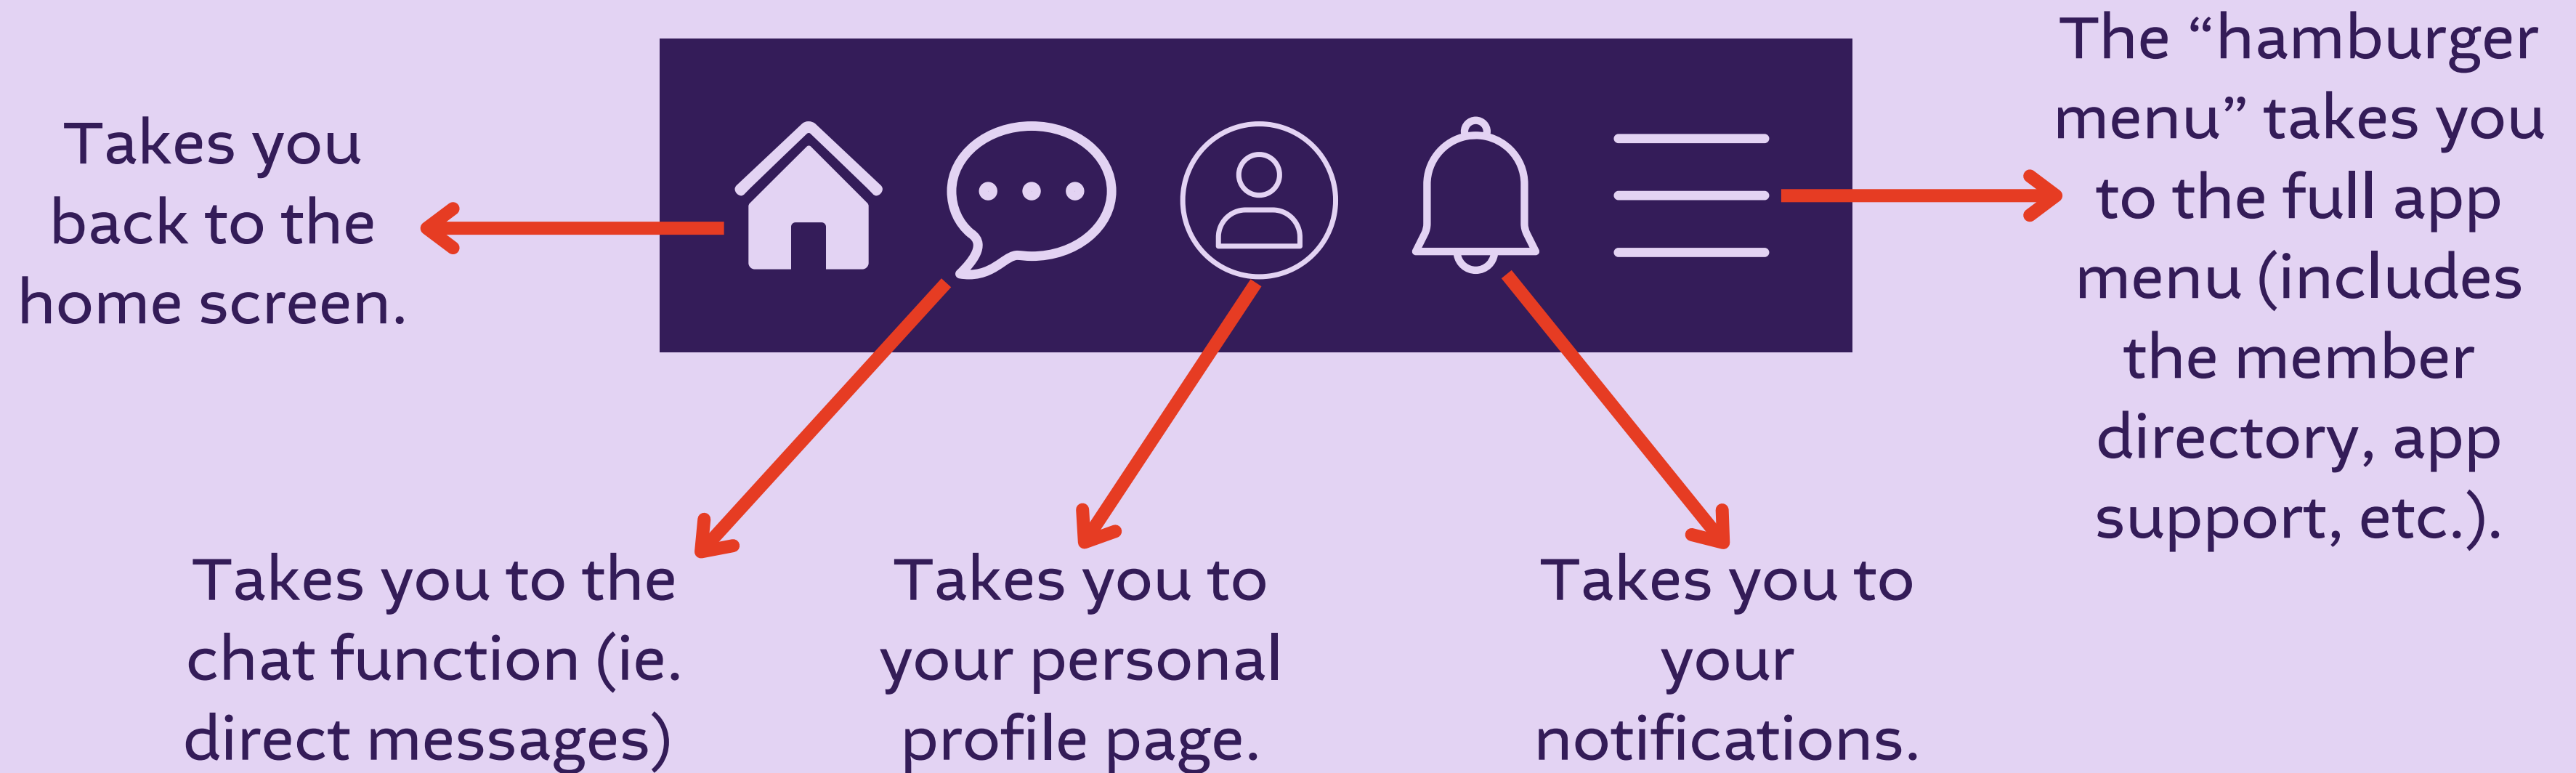 Takes you
back to the
home screen.
Takes you to the
chat function (ie.
direct messages)
Takes you to
your personal
profile page.
Takes you to
your
notifications.
The “hamburger
menu” takes you
to the full app
menu (includes
the member
directory, app
support, etc.).